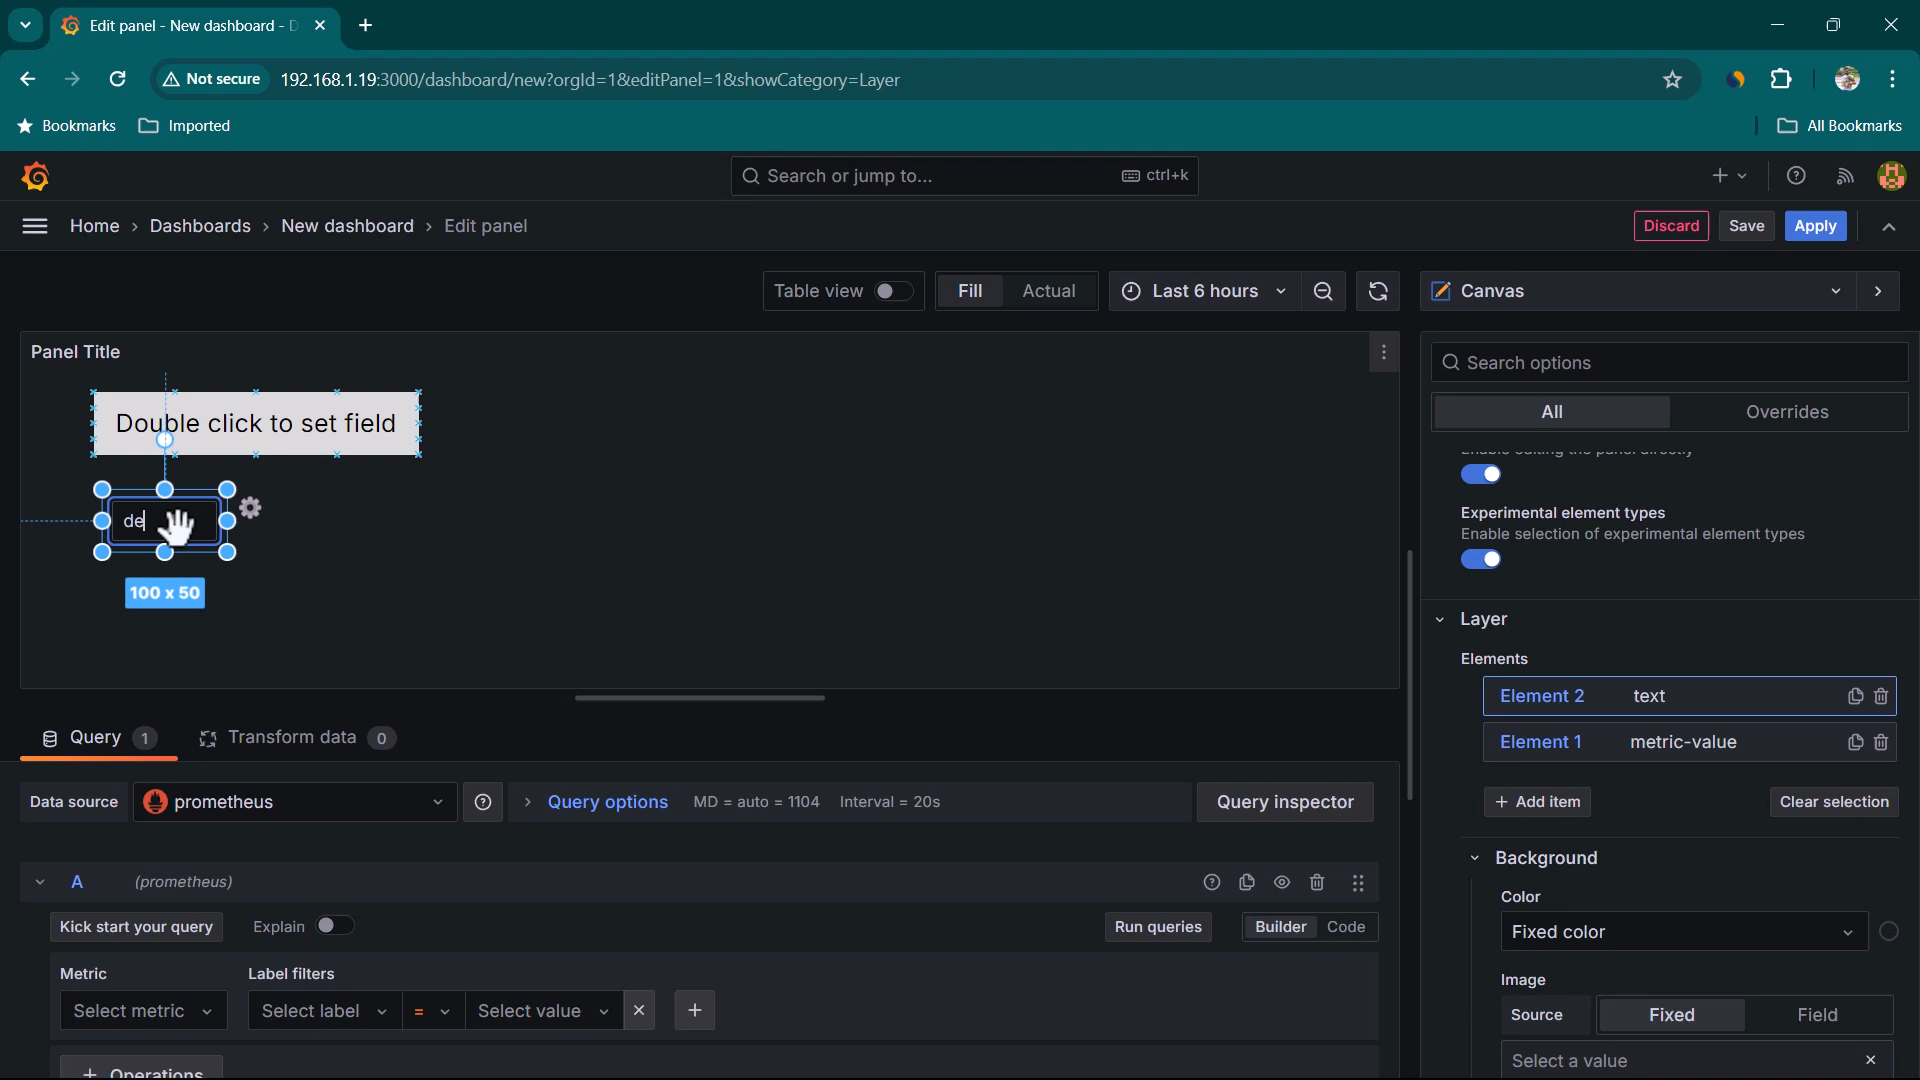 Edit panel - New dashboard - D
Not secure
192.168.1.19:3000/dashboard/new?orgId=1&editPanel=1&showCategory=Layer
Bookmarks
Imported
All Bookmarks
Search or jump to...
ctrl+k
Home › Dashboards › New dashboard › Edit panel
Discard
Save
Apply
Table view
Fill
Actual
Last 6 hours
Canvas
Panel Title
Search options
All
Overrides
Double click to set field
Enable editing the panel directly
Experimental element types
Enable selection of experimental element types
de
100 x 50
Layer
Elements
Element 2 text
Element 1 metric-value
+ Add item
Clear selection
Query 1
Transform data 0
Data source
prometheus
Query options
MD = auto = 1104
Interval = 20s
Query inspector
Background
Color
Fixed color
A
(prometheus)
Kick start your query
Explain
Run queries
Builder
Code
Metric
Label filters
Select metric
Select label
=
Select value
+ Operations
Image
Source
Fixed
Field
Select a value